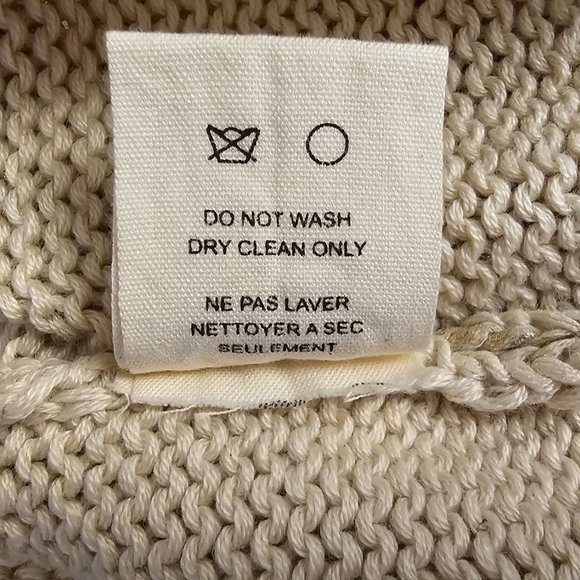 DO NOT WASH
DRY CLEAN ONLY
NE PAS LAVER
NETTOYER A SEC
SEULEMENT